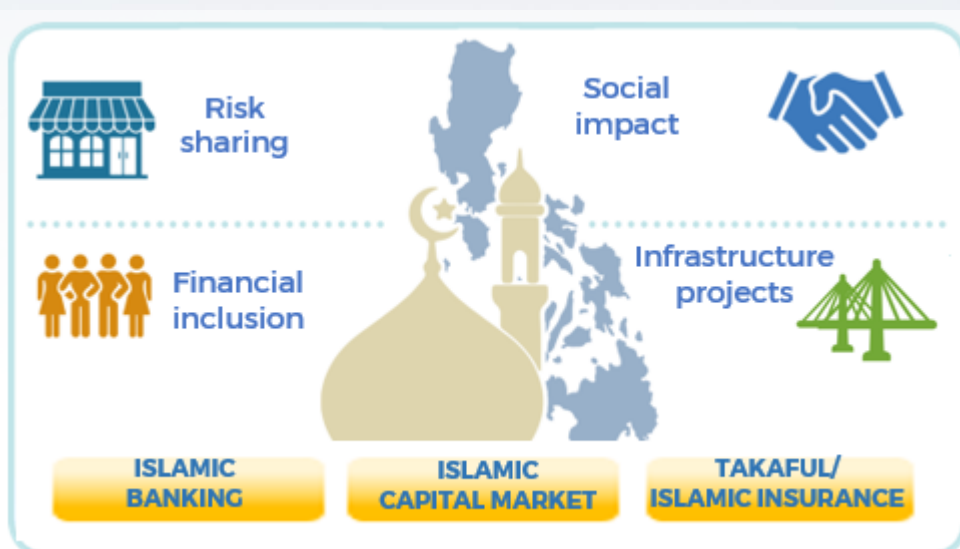 Risk
sharing
Social
impact
Financial
inclusion
Infrastructure
projects
ISLAMIC
BANKING
ISLAMIC
CAPITAL MARKET
TAKAFUL/
ISLAMIC INSURANCE